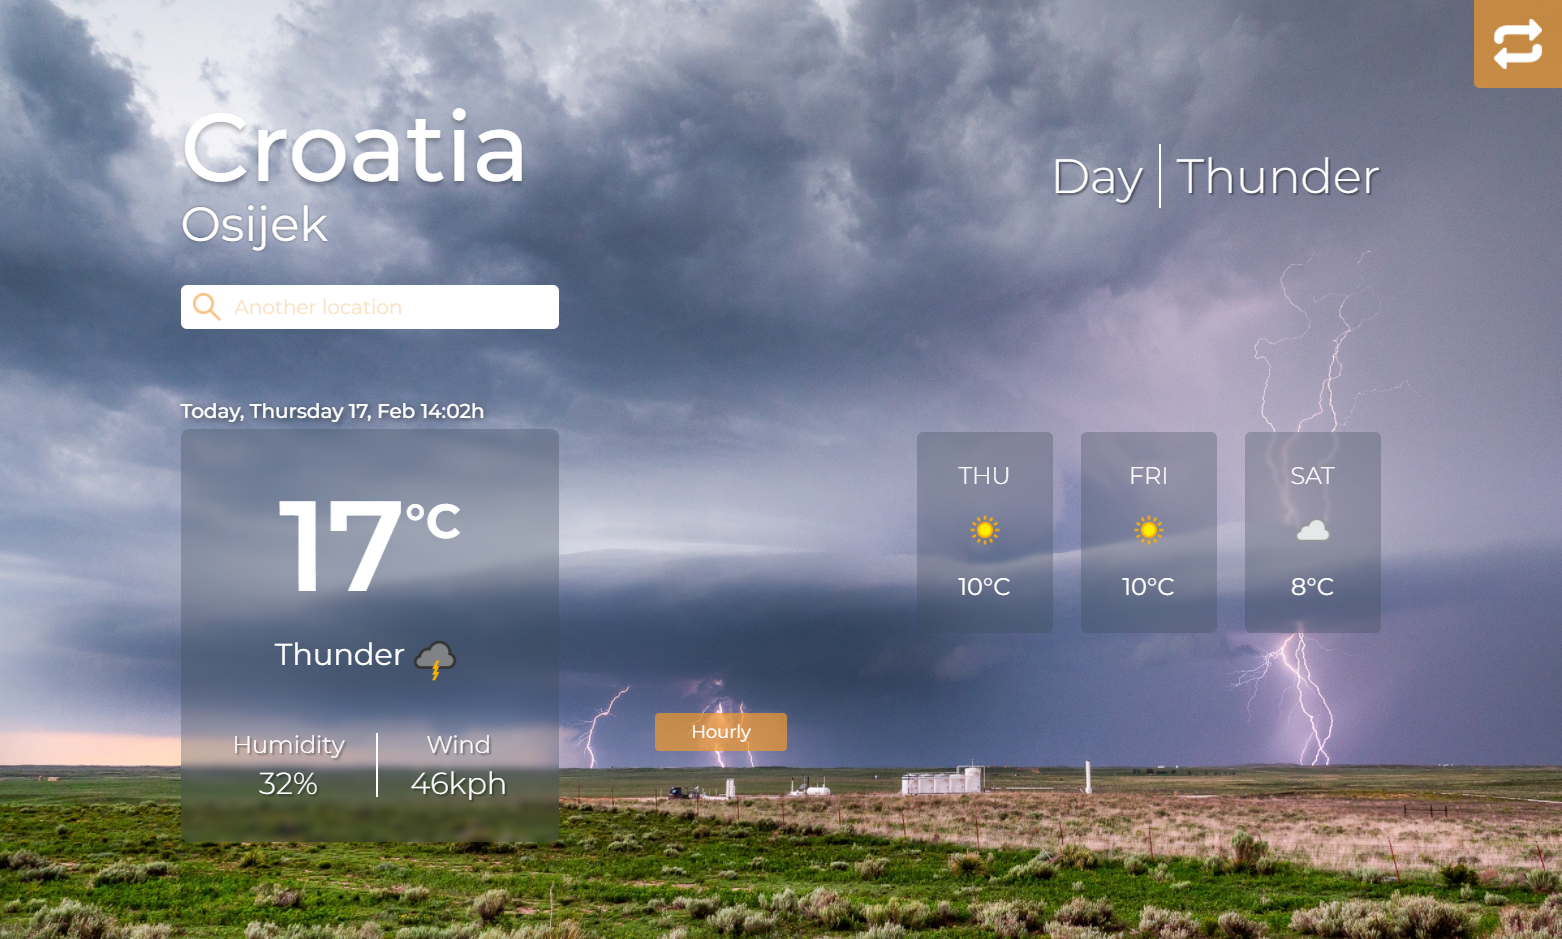 Croatia
Osijek
Day
Thunder
Another location
Today, Thursday 17, Feb 14:02h
17°C
Thunder
Humidity
32%
Wind
46kph
THU
10°C
FRI
10°C
SAT
8°C
Hourly